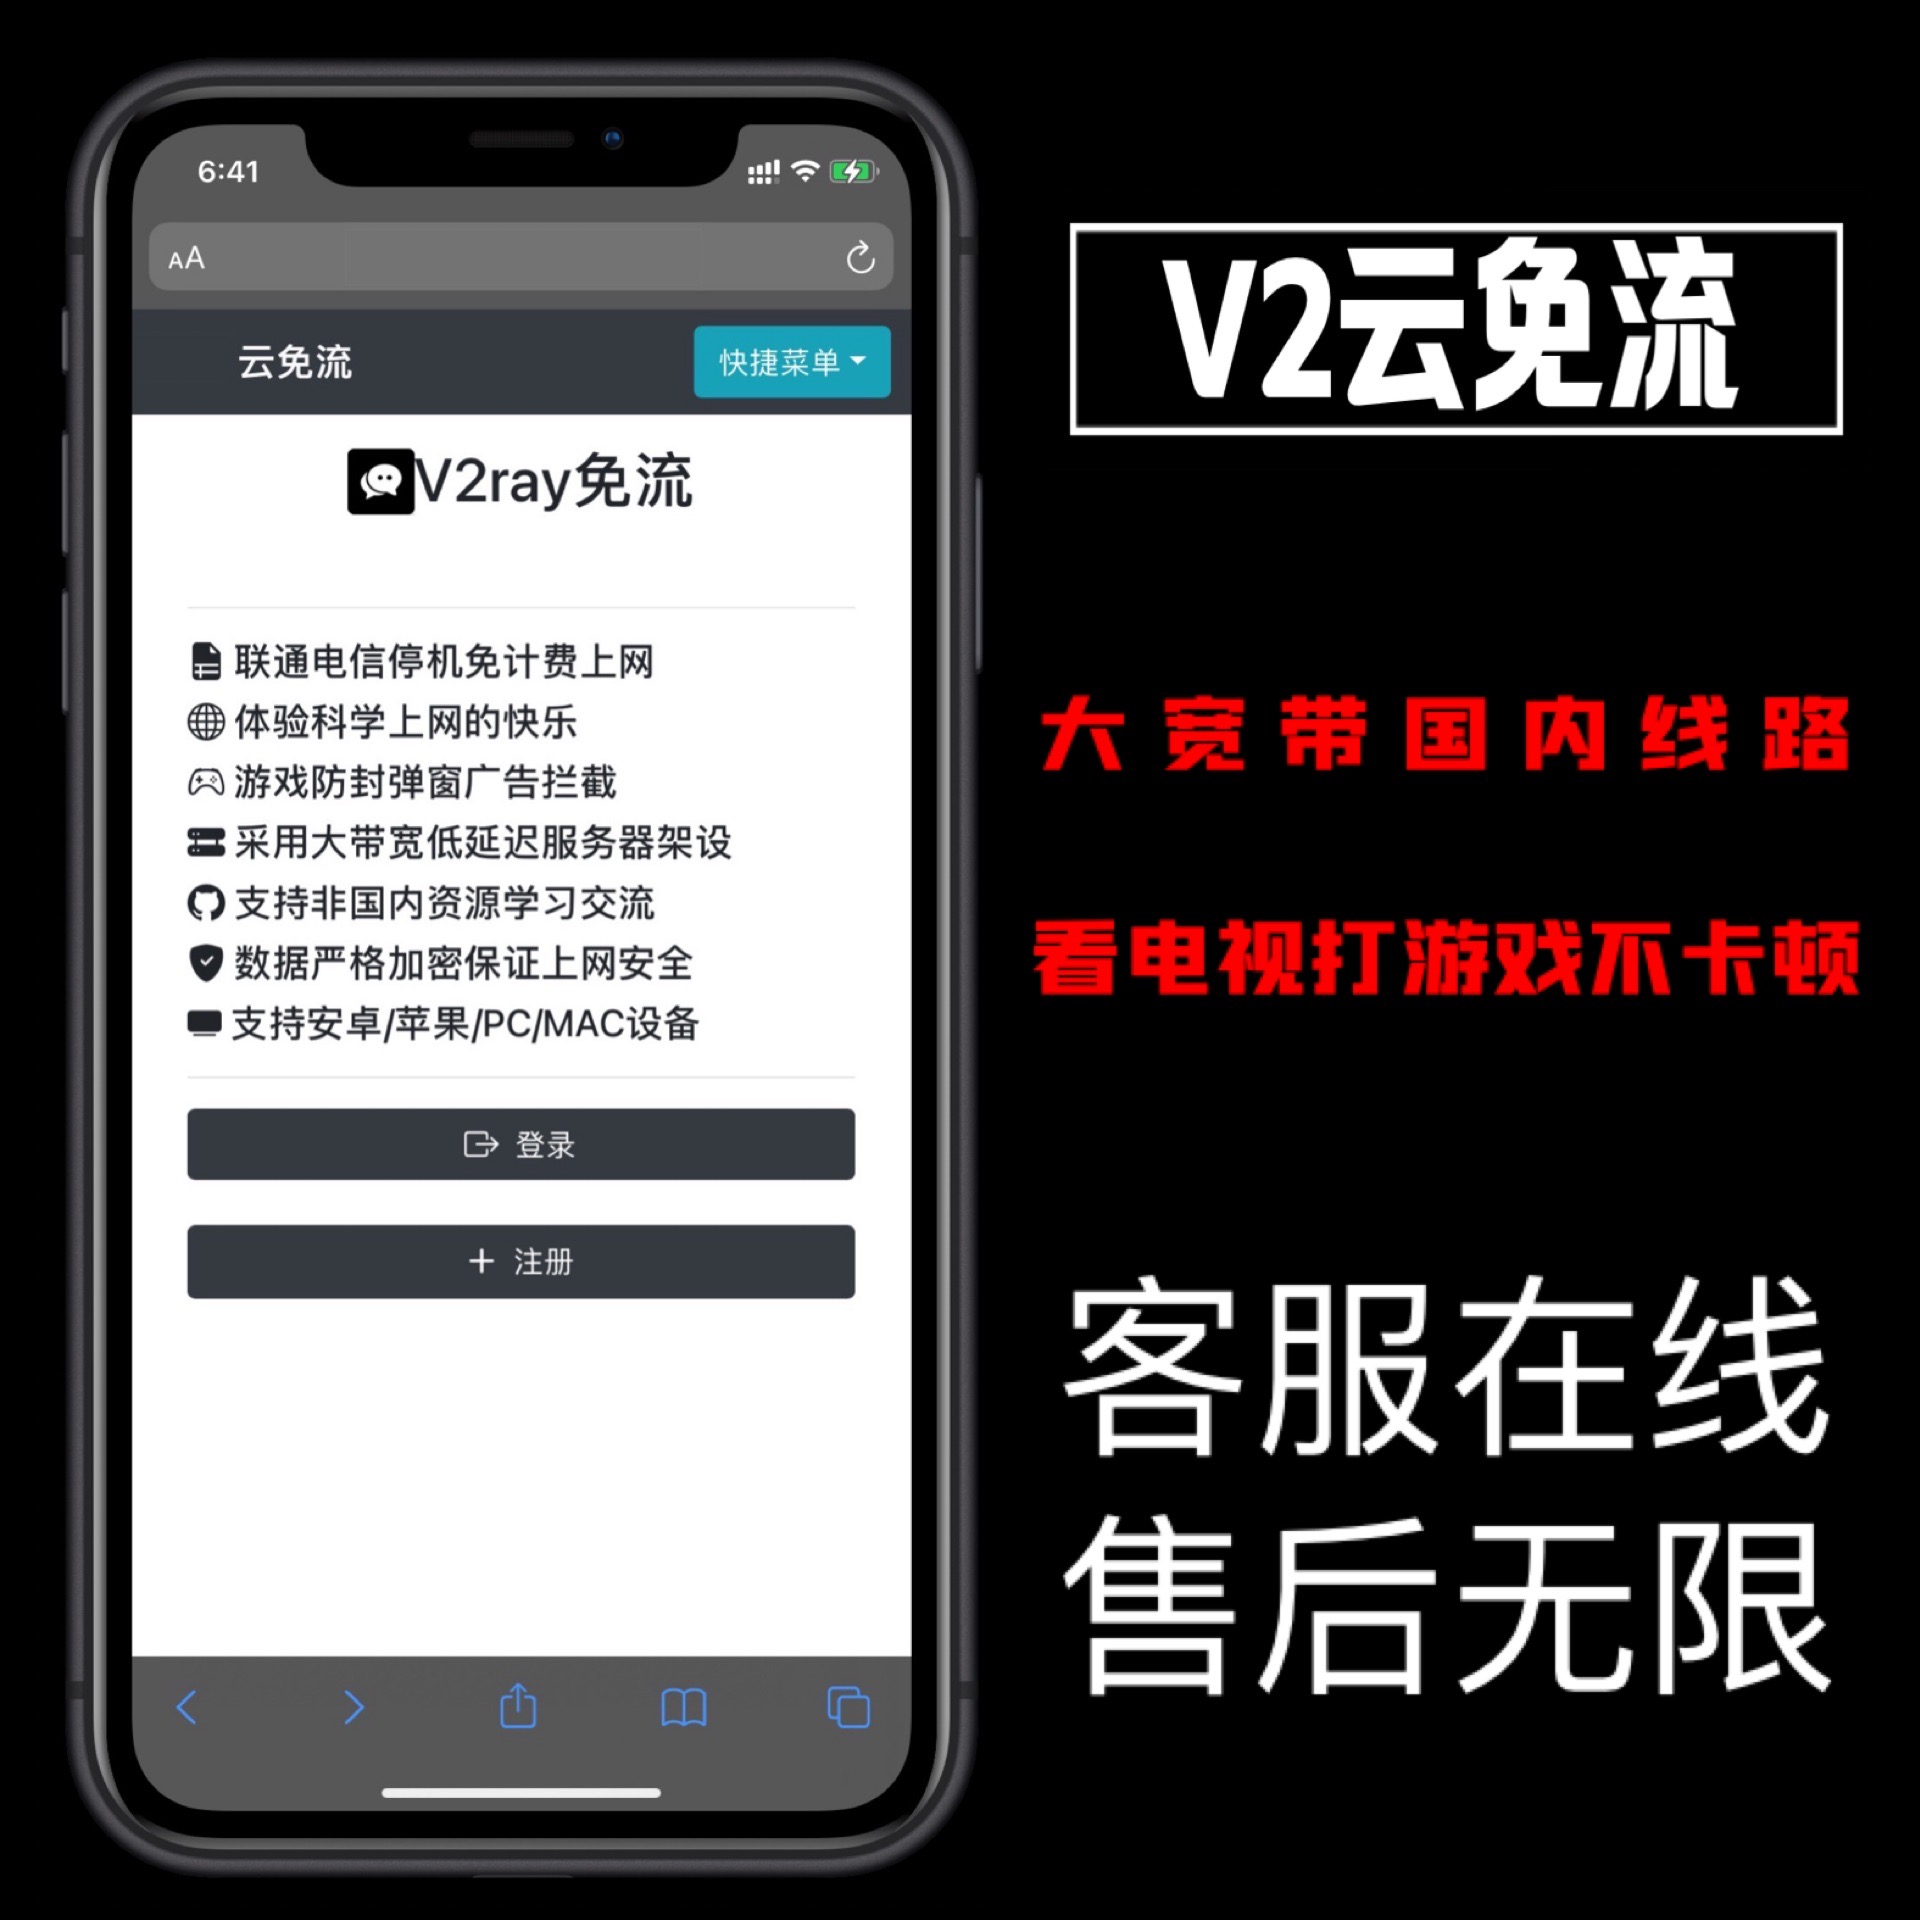 6:41
AA
云免流
快捷菜单
V2ray免流
联通电信停机免计费上网
体验科学上网的快乐
游戏防封弹窗广告拦截
采用大带宽低延迟服务器架设
支持非国内资源学习交流
数据严格加密保证上网安全
支持安卓/苹果/PC/MAC设备
登录
注册
V2云免流
大宽带国内线路
看电视打游戏不卡顿
客服在线
售后无限